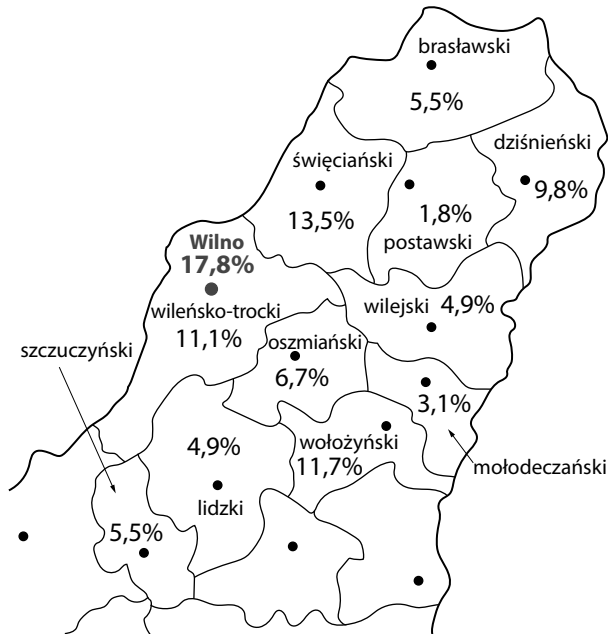 brasławski
5,5%
dziśnieński
9,8%
święciański
13,5%
1,8%
postawski
Wilno
17,8%
wileńsko-trocki
11,1%
wilejski
4,9%
szczuczyński
oszmiański
6,7%
3,1%
4,9%
wołożyński
11,7%
mołodeczański
lidzki
5,5%